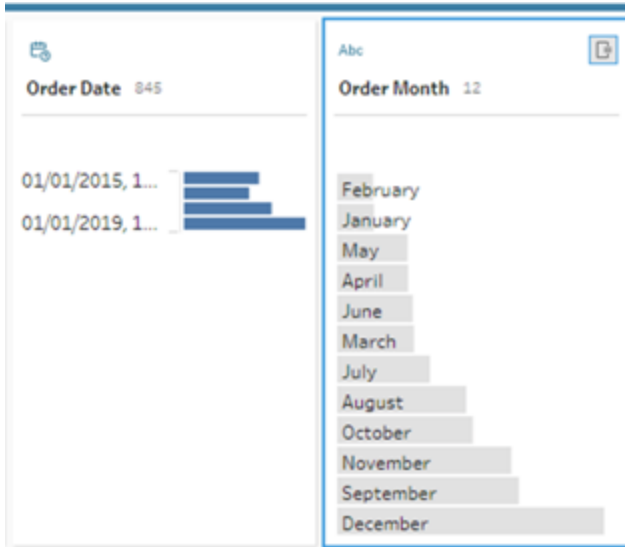 Order Date 845
01/01/2015, 1...
01/01/2019, 1...
Abc
Order Month 12
February
January
May
April
June
March
July
August
October
November
September
December